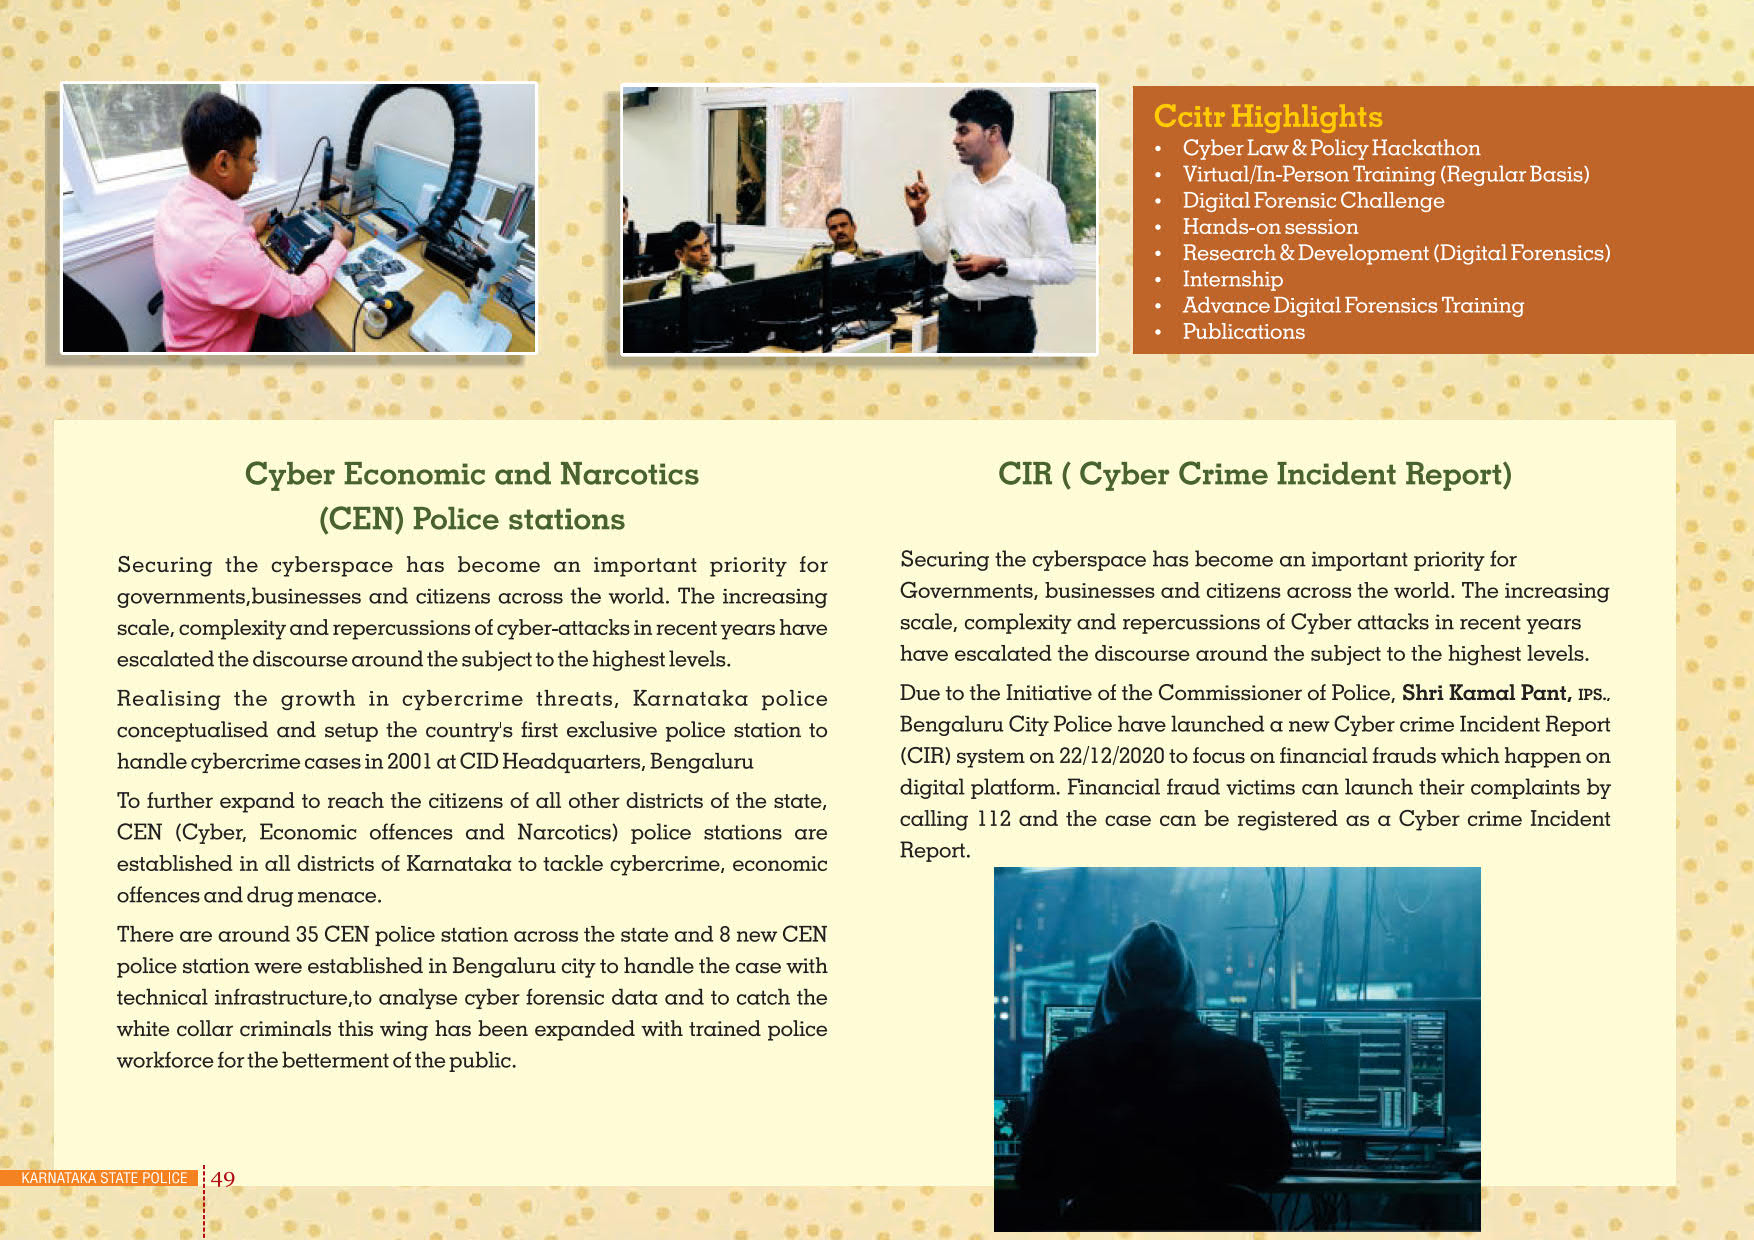 Ccitr Highlights
• Cyber Law & Policy Hackathon
• Virtual/In-Person Training (Regular Basis)
• Digital Forensic Challenge
• Hands-on session
• Research & Development (Digital Forensics)
• Internship
• Advance Digital Forensics Training
• Publications
Cyber Economic and Narcotics
(CEN) Police stations
Securing the cyberspace has become an important priority for
governments,businesses and citizens across the world. The increasing
scale, complexity and repercussions of cyber-attacks in recent years have
escalated the discourse around the subject to the highest levels.
Realising the growth in cybercrime threats, Karnataka police
conceptualised and setup the country's first exclusive police station to
handle cybercrime cases in 2001 at CID Headquarters, Bengaluru
To further expand to reach the citizens of all other districts of the state,
CEN (Cyber, Economic offences and Narcotics) police stations are
established in all districts of Karnataka to tackle cybercrime, economic
offences and drug menace.
There are around 35 CEN police station across the state and 8 new CEN
police station were established in Bengaluru city to handle the case with
technical infrastructure,to analyse cyber forensic data and to catch the
white collar criminals this wing has been expanded with trained police
workforce for the betterment of the public.
CIR ( Cyber Crime Incident Report)
Securing the cyberspace has become an important priority for
Governments, businesses and citizens across the world. The increasing
scale, complexity and repercussions of Cyber attacks in recent years
have escalated the discourse around the subject to the highest levels.
Due to the Initiative of the Commissioner of Police, Shri Kamal Pant, IPS.,
Bengaluru City Police have launched a new Cyber crime Incident Report
(CIR) system on 22/12/2020 to focus on financial frauds which happen on
digital platform. Financial fraud victims can launch their complaints by
calling 112 and the case can be registered as a Cyber crime Incident
Report.
KARNATAKA STATE POLICE 49